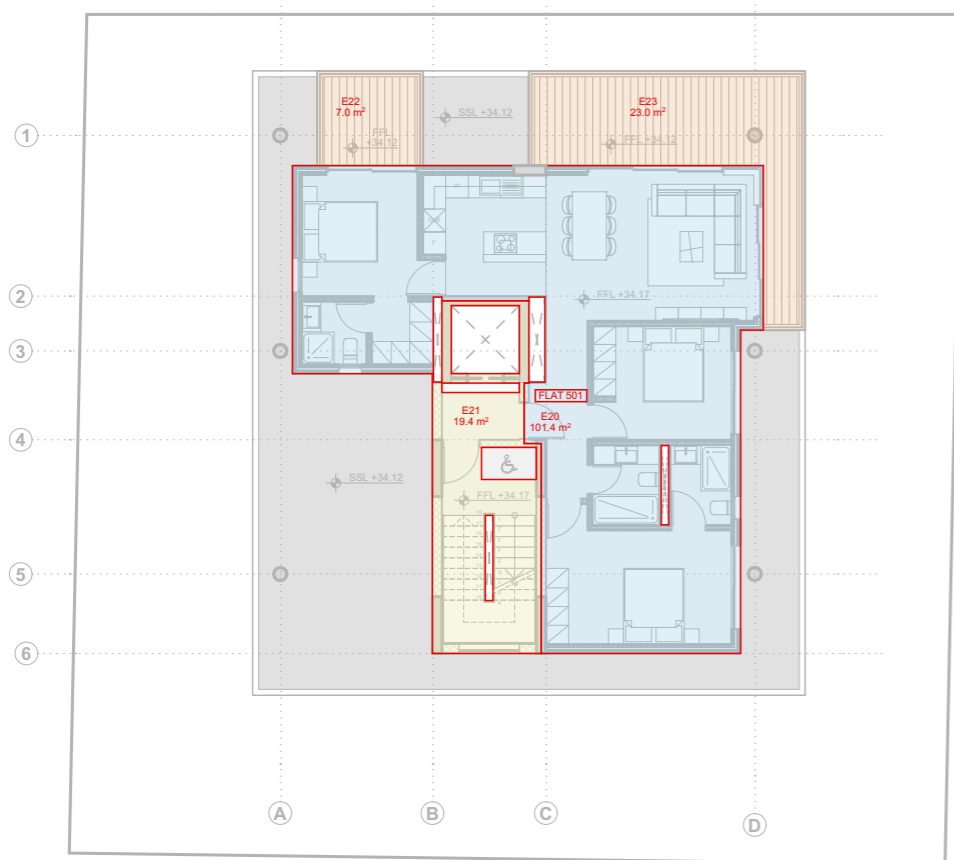 E22
7.0 m²
FFL
+34.12
SSL +34.12
E23
23.0 m²
FFL +34.12
1
2
FFL +34.17
3
FLAT 501
E21
19.4 m²
E20
101.4 m²
4
SSL +34.12
FFL +34.17
5
6
A
B
C
D